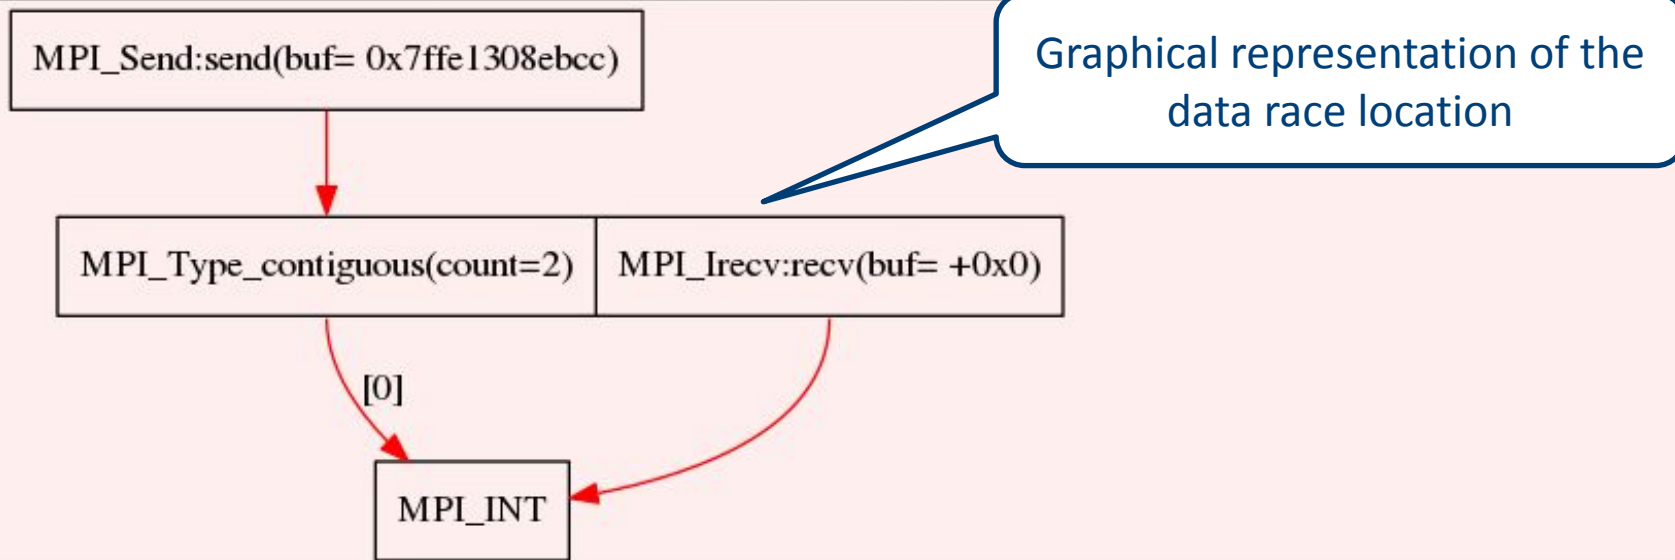 MPI_Send:send(buf= 0x7ffe1308ebcc)
Graphical representation of the
data race location
MPI_Type_contiguous(count=2)
MPI_Irecv:recv(buf= +0x0)
[0]
MPI_INT